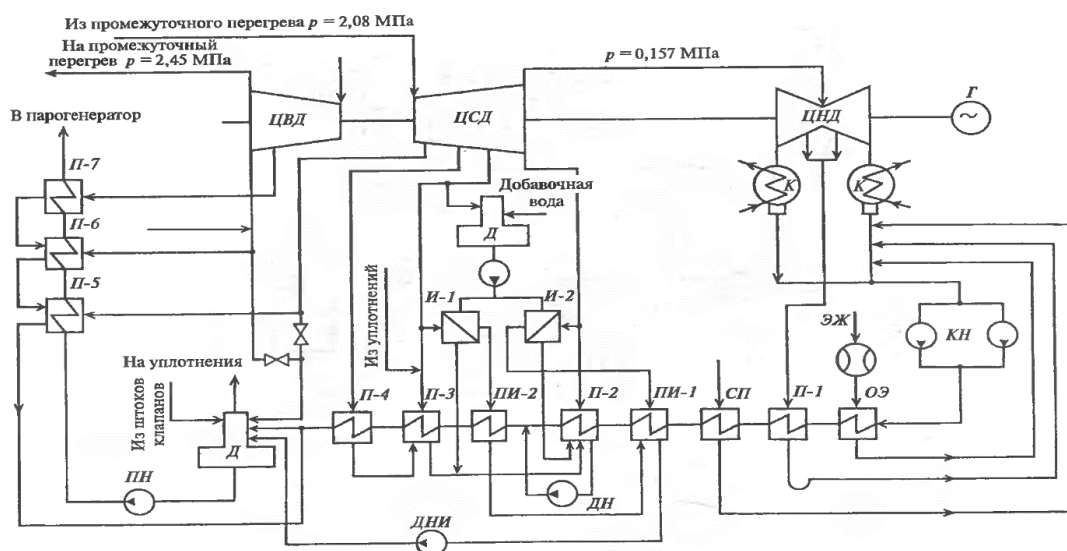 Из промежуточного перегрева p = 2,08 МПа
На промежуточный
перегрев p = 2,45 МПа
p = 0,157 МПа
Г
ЦВД
ЦСД
ЦНД
В парогенератор
П-7
К
К
Добавочная
вода
П-6
Д
П-5
И-1
И-2
ЭЖ
КН
Из уплотнений
На уплотнения
Из штоков
клапанов
П-4
П-3
ПИ-2
П-2
ПИ-1
СП
П-1
ОЭ
Д
ПН
ДН
ДНИ